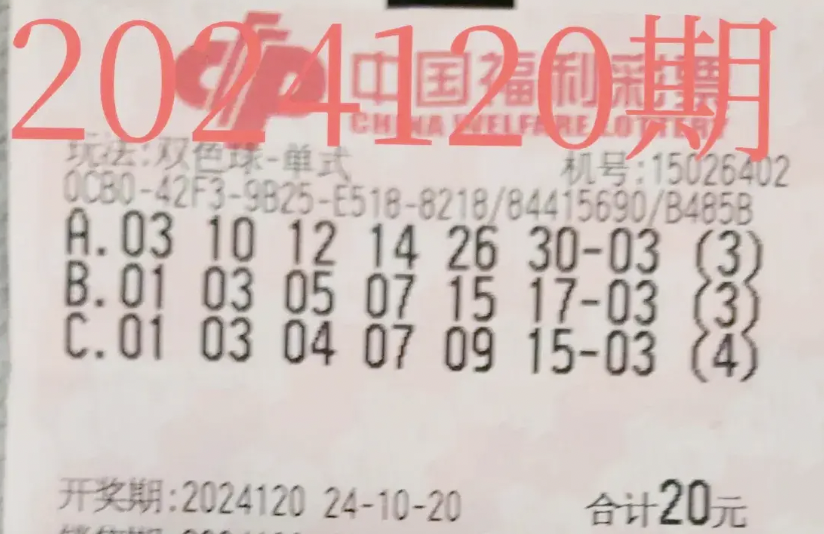 2024120期
中国福利彩票
CHINA WELFARE LOTTERY
玩法:双色球-单式 机号:15026402
0CB0-42F3-9B25-E518-8218/84415690/B485B
A.03 10 12 14 26 30-03 (3)
B.01 03 05 07 15 17-03 (3)
C.01 03 04 07 09 15-03 (4)
开奖期:2024120 24-10-20 合计20元